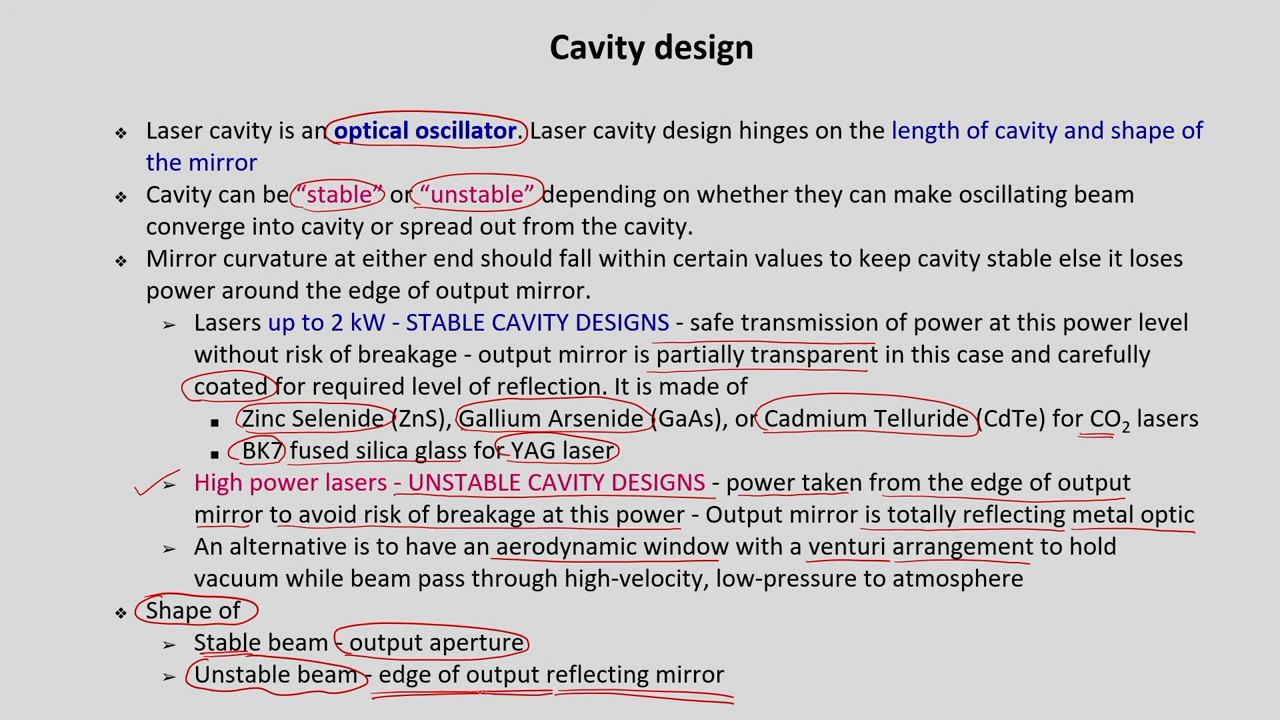 Cavity design
❖ Laser cavity is an optical oscillator. Laser cavity design hinges on the length of cavity and shape of
the mirror
❖ Cavity can be “stable” or “unstable” depending on whether they can make oscillating beam
converge into cavity or spread out from the cavity.
❖ Mirror curvature at either end should fall within certain values to keep cavity stable else it loses
power around the edge of output mirror.
➢ Lasers up to 2 kW - STABLE CAVITY DESIGNS - safe transmission of power at this power level
without risk of breakage - output mirror is partially transparent in this case and carefully
coated for required level of reflection. It is made of
▪ Zinc Selenide (ZnS), Gallium Arsenide (GaAs), or Cadmium Telluride (CdTe) for CO₂ lasers
▪ BK7 fused silica glass for YAG laser
➢ High power lasers - UNSTABLE CAVITY DESIGNS - power taken from the edge of output
mirror to avoid risk of breakage at this power - Output mirror is totally reflecting metal optic
➢ An alternative is to have an aerodynamic window with a venturi arrangement to hold
vacuum while beam pass through high-velocity, low-pressure to atmosphere
❖ Shape of
➢ Stable beam - output aperture
➢ Unstable beam - edge of output reflecting mirror